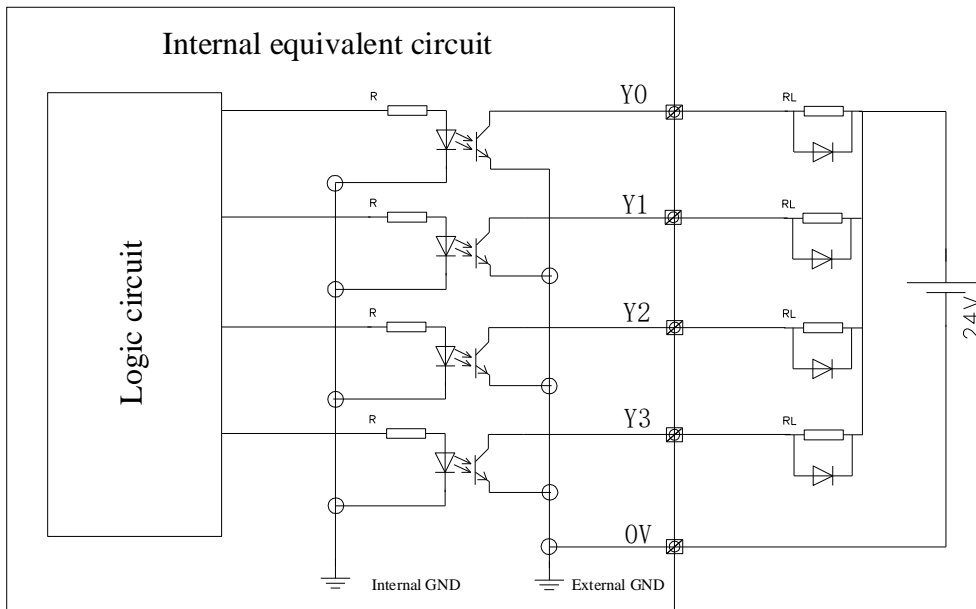 Internal equivalent circuit
Logic circuit
R
Y0
RL
R
Y1
RL
R
Y2
RL
R
Y3
RL
0V
24V
Internal GND
External GND